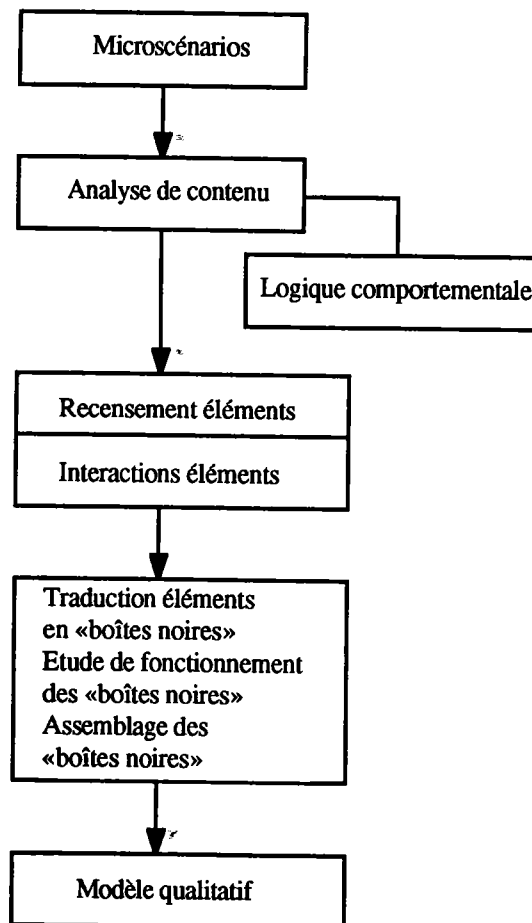 Microscénarios
Analyse de contenu
Logique comportementale
Recensement éléments
Interactions éléments
Traduction éléments
en «boîtes noires»
Etude de fonctionnement
des «boîtes noires»
Assemblage des
«boîtes noires»
Modèle qualitatif